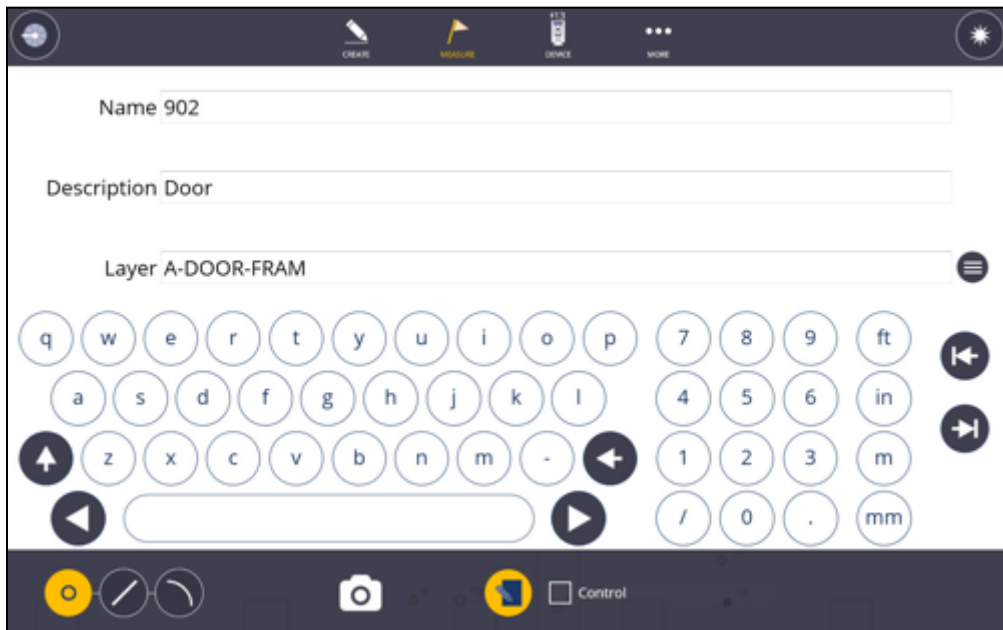 CREATE MEASURE DEVICE MORE
Name 902
Description Door
Layer A-DOOR-FRAM
q w e r t y u i o p 7 8 9 ft
a s d f g h j k l 4 5 6 in
z x c v b n m - 1 2 3 m
/ 0 . mm
Control